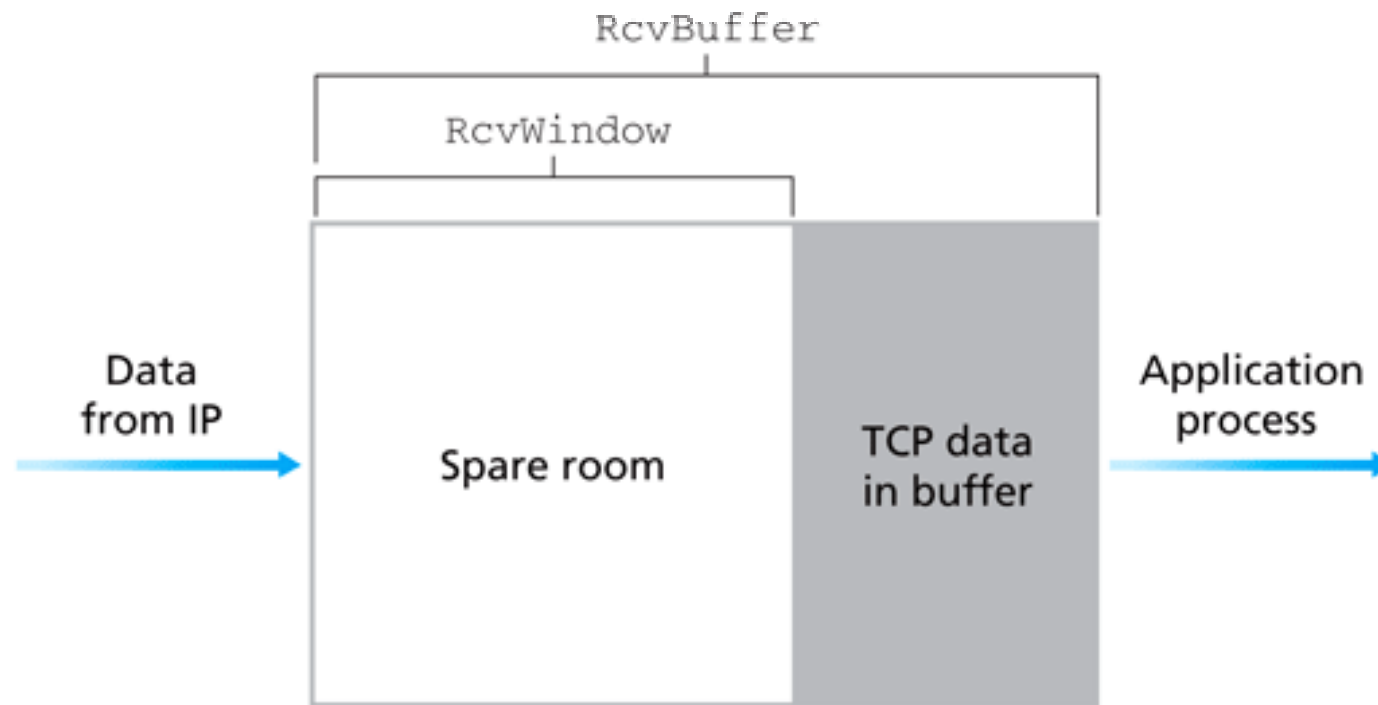 RcvBuffer
RcvWindow
Data
from IP
Spare room
TCP data
in buffer
Application
process